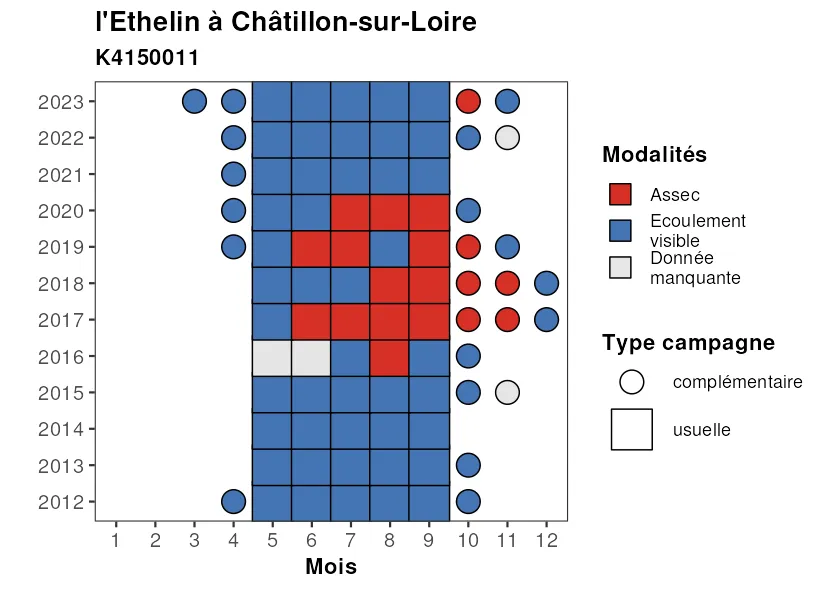 l'Ethelin à Châtillon-sur-Loire
K4150011
2023
2022
2021
2020
2019
2018
2017
2016
2015
2014
2013
2012
1 2 3 4 5 6 7 8 9 10 11 12
Mois
Modalités
Assec
Ecoulement
visible
Donnée
manquante
Type campagne
complémentaire
usuelle